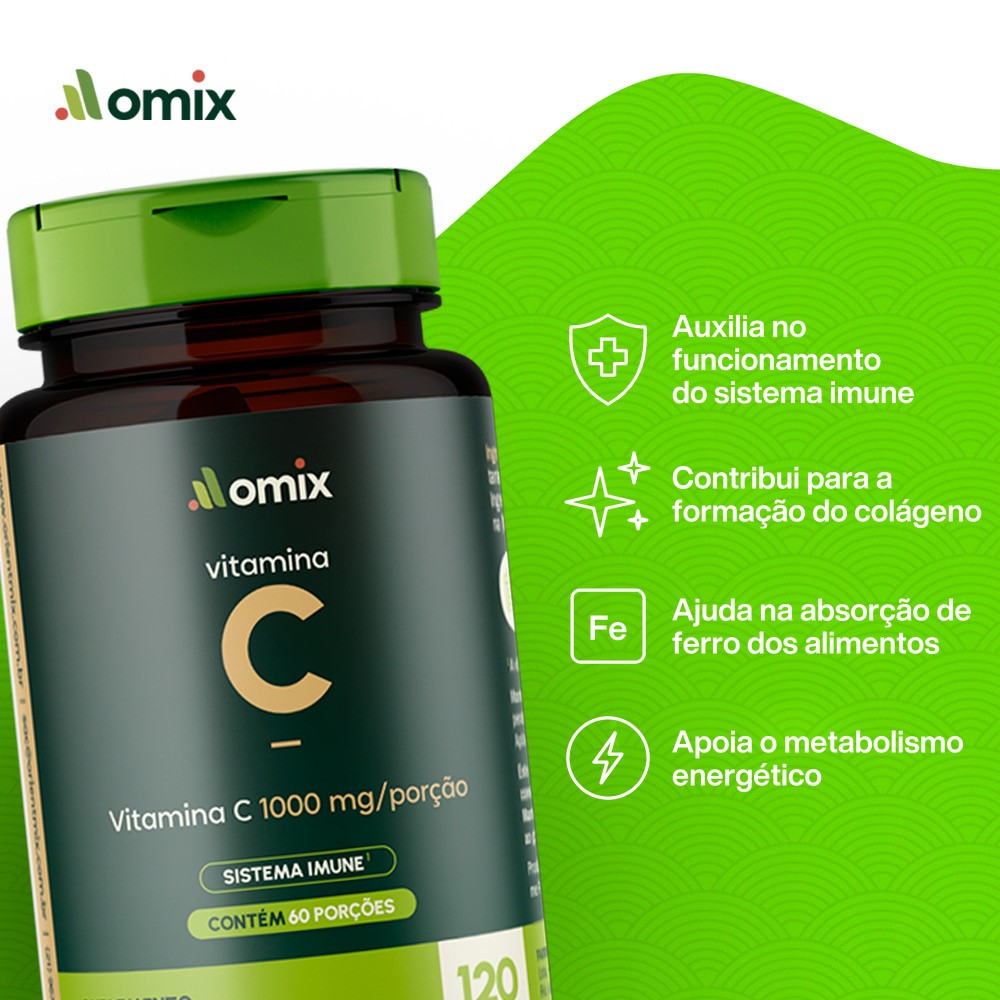 omix
omix
vitamina
C
Vitamina C 1000 mg/porção
SISTEMA IMUNE¹
CONTÉM 60 PORÇÕES
120
Auxilia no
funcionamento
do sistema imune
Contribui para a
formação do colágeno
Fe
Ajuda na absorção de
ferro dos alimentos
Apoia o metabolismo
energético